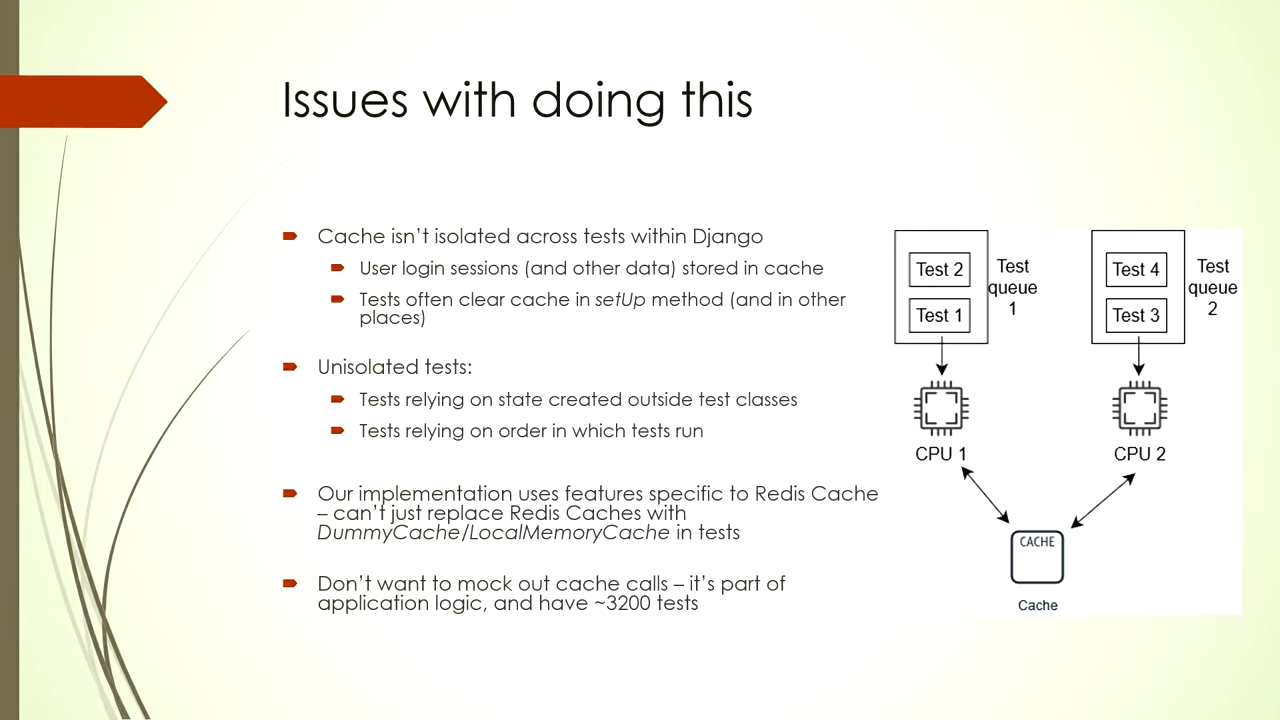 Issues with doing this
Cache isn't isolated across tests within Django
User login sessions (and other data) stored in cache
Tests often clear cache in setUp method (and in other
places)
Unisolated tests:
Tests relying on state created outside test classes
Tests relying on order in which tests run
Our implementation uses features specific to Redis Cache
– can't just replace Redis Caches with
DummyCache/LocalMemoryCache in tests
Don't want to mock out cache calls – it's part of
application logic, and have ~3200 tests
Test 2
Test 1
Test
queue
1
Test 4
Test 3
Test
queue
2
CPU 1
CPU 2
CACHE
Cache